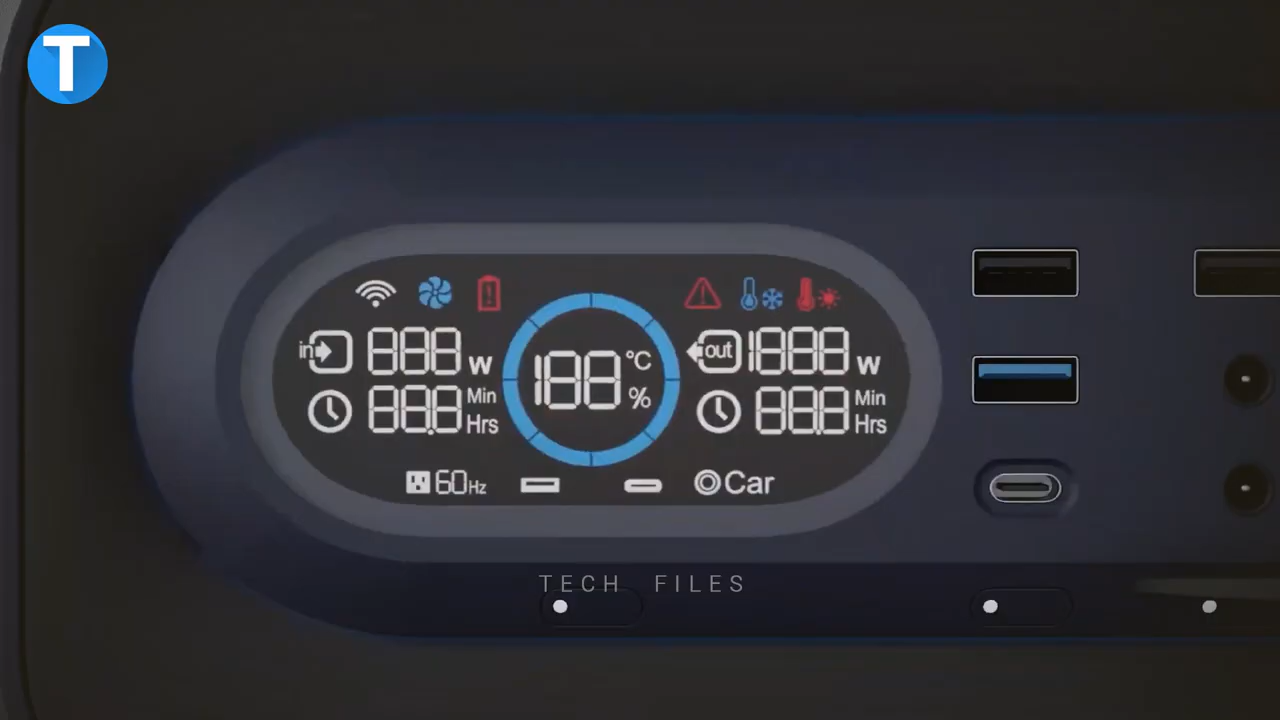 T
in 888 W
88.8 Min Hrs
188 °C %
out 1888 W
88.8 Min Hrs
60Hz
Car
TECH FILES